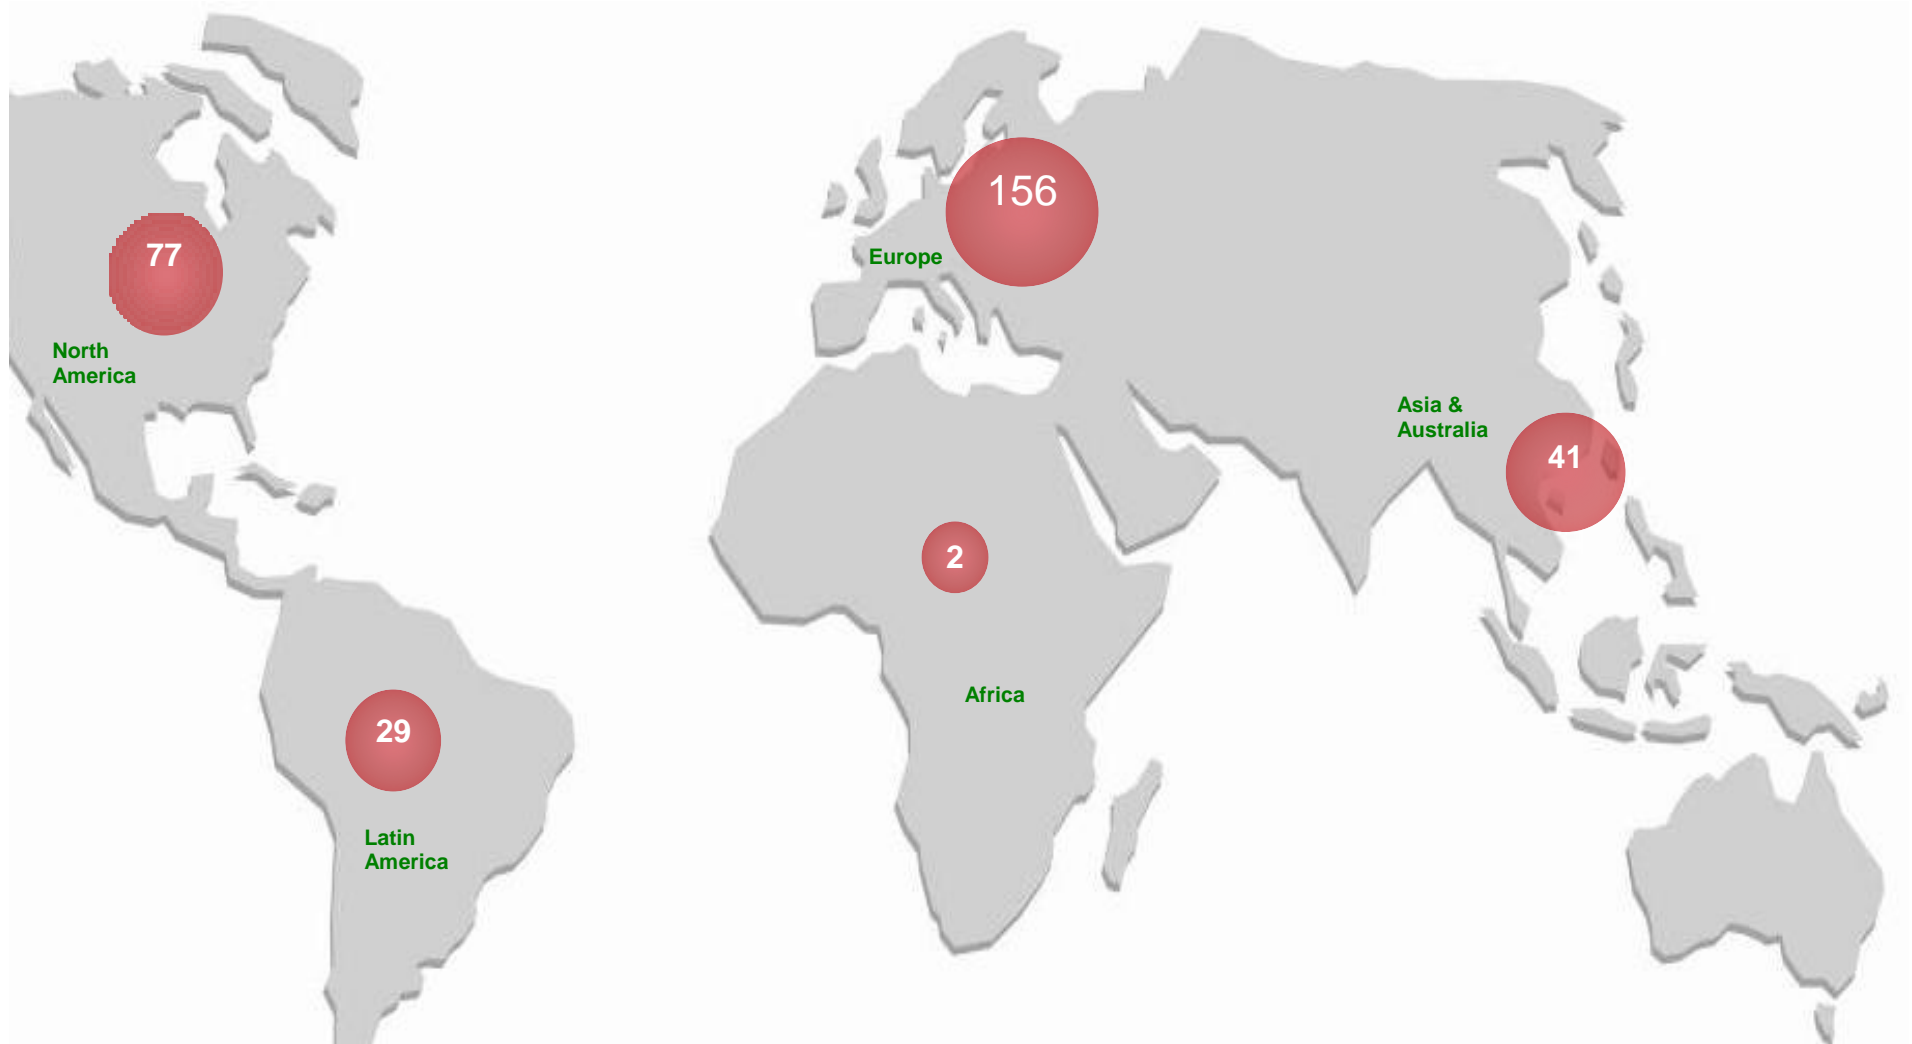 156
77
Europe
North
America
Asia &
Australia
41
2
Africa
29
Latin
America